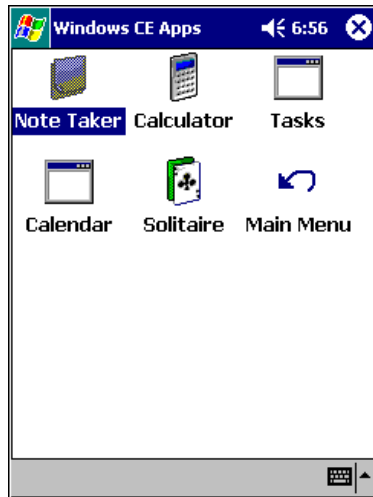 Windows CE Apps 6:56
Note Taker Calculator Tasks
Calendar Solitaire Main Menu